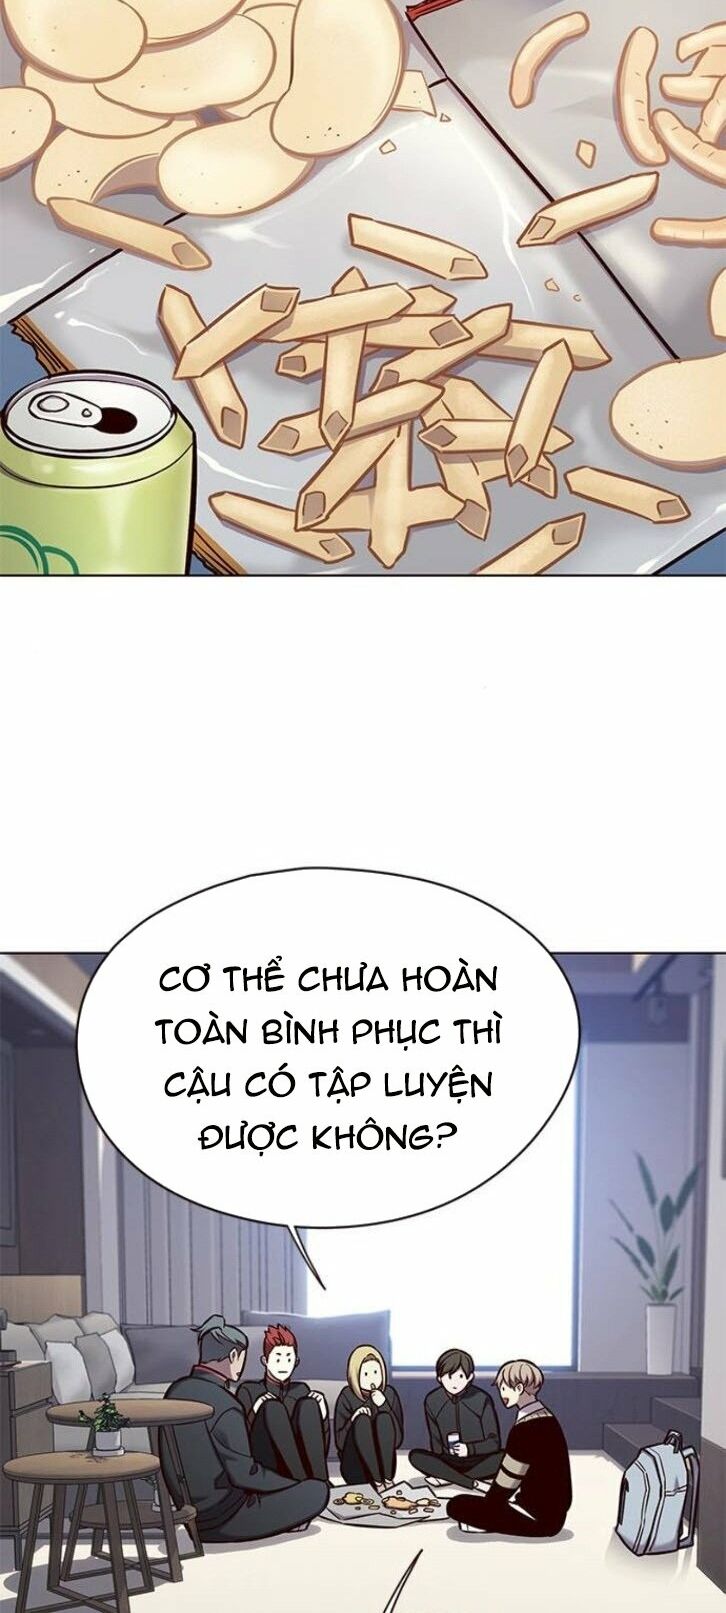 CƠ THỂ CHƯA HOÀN
TOÀN BÌNH PHỤC THÌ
CẬU CÓ TẬP LUYỆN
ĐƯỢC KHÔNG?